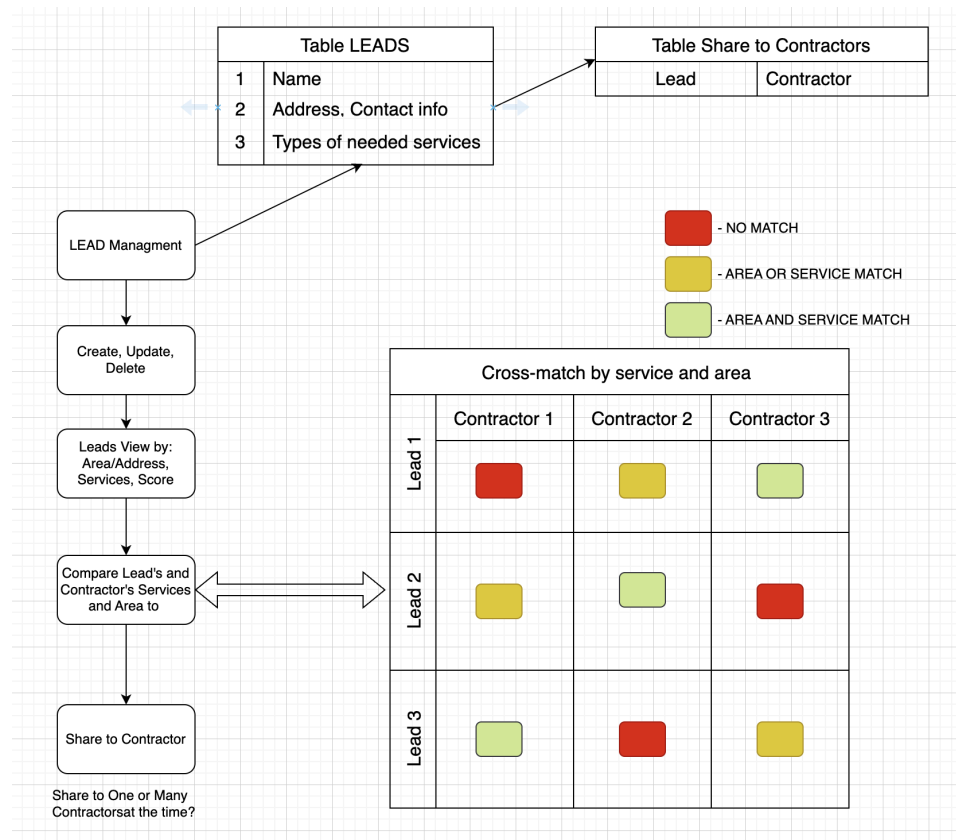 Table LEADS
1 Name
2 Address, Contact info
3 Types of needed services
Table Share to Contractors
Lead Contractor
LEAD Managment
Create, Update,
Delete
Leads View by:
Area/Address,
Services, Score
Compare Lead's and
Contractor's Services
and Area to
Share to Contractor
Share to One or Many
Contractorsat the time?
- NO MATCH
- AREA OR SERVICE MATCH
- AREA AND SERVICE MATCH
Cross-match by service and area
Contractor 1 Contractor 2 Contractor 3
Lead 1
Lead 2
Lead 3